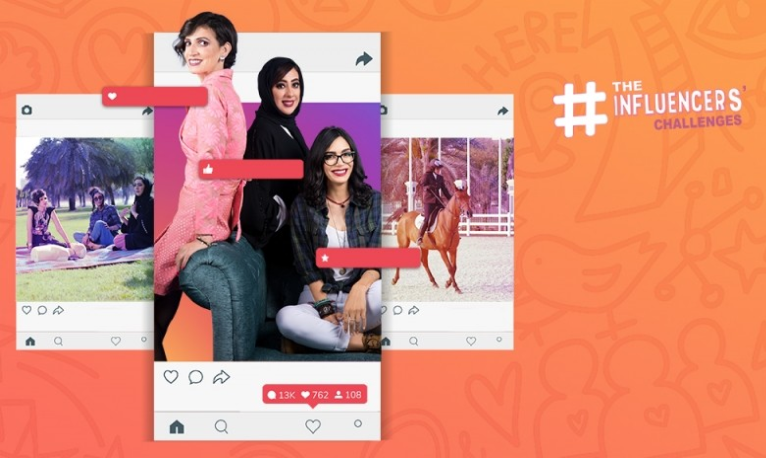 HERE
#
THE
INFLUENCERS'
CHALLENGES
13K 762 108